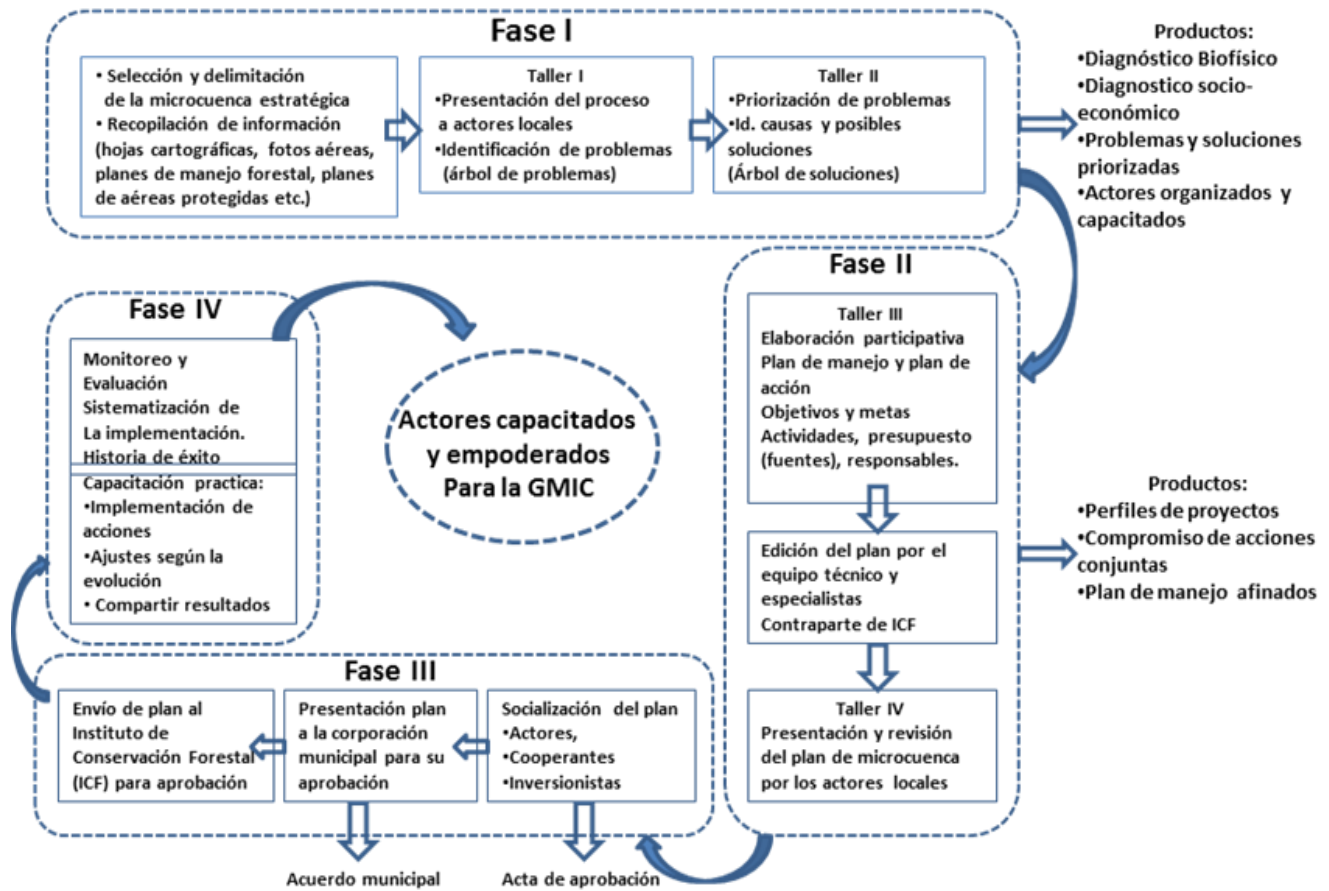 Fase I
• Selección y delimitación
de la microcuenca estratégica
• Recopilación de información
(hojas cartográficas, fotos aéreas,
planes de manejo forestal, planes
de aéreas protegidas etc.)
Taller I
•Presentación del proceso
a actores locales
•Identificación de problemas
(árbol de problemas)
Taller II
•Priorización de problemas
•Id. causas y posibles
soluciones
(Árbol de soluciones)
Productos:
•Diagnóstico Biofísico
•Diagnostico socio-
económico
•Problemas y soluciones
priorizadas
•Actores organizados y
capacitados
Fase II
Taller III
Elaboración participativa
Plan de manejo y plan de
acción
Objetivos y metas
Actividades, presupuesto
(fuentes), responsables.
Edición del plan por el
equipo técnico y
especialistas
Contraparte de ICF
Taller IV
Presentación y revisión
del plan de microcuenca
por los actores locales
Productos:
•Perfiles de proyectos
•Compromiso de acciones
conjuntas
•Plan de manejo afinados
Fase III
Socialización del plan
•Actores,
•Cooperantes
•Inversionistas
Presentación plan
a la corporación
municipal para su
aprobación
Envío de plan al
Instituto de
Conservación Forestal
(ICF) para aprobación
Acuerdo municipal
Acta de aprobación
Fase IV
Monitoreo y
Evaluación
Sistematización de
La implementación.
Historia de éxito
Capacitación practica:
•Implementación de
acciones
•Ajustes según la
evolución
• Compartir resultados
Actores capacitados
y empoderados
Para la GMIC